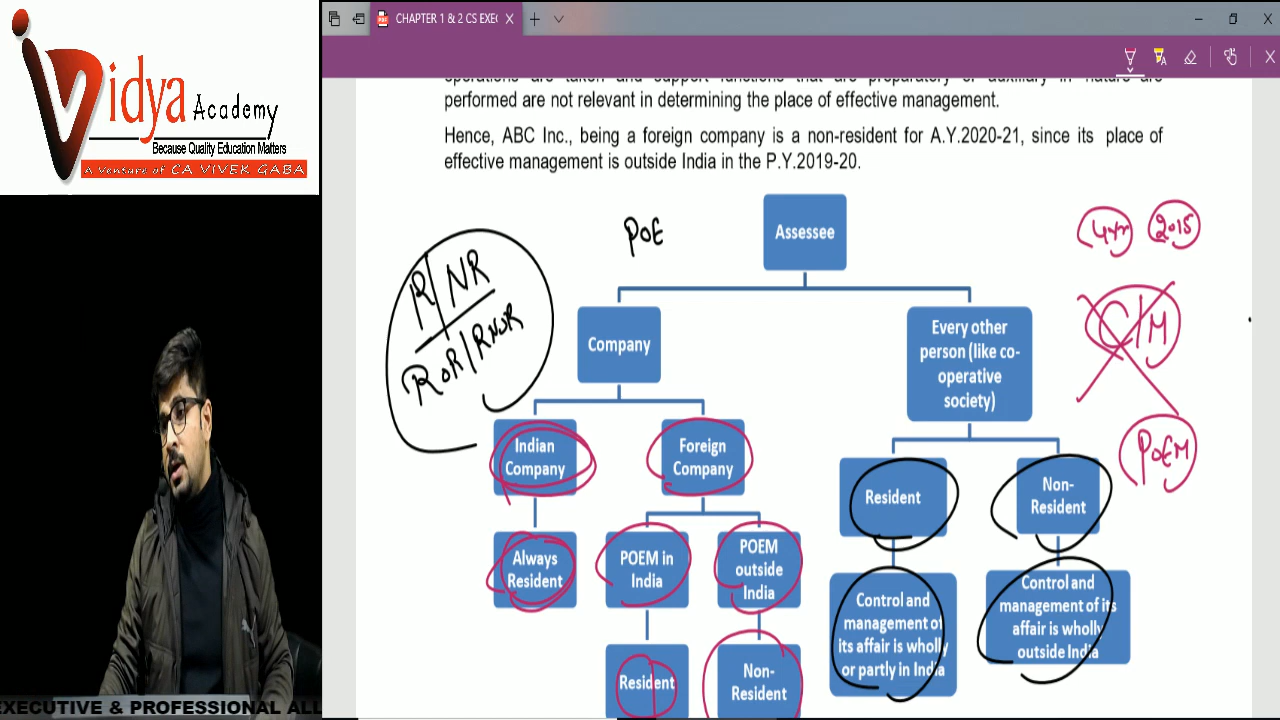 CHAPTER 1 & 2 CS EXE
Vidya
Academy
Because Quality Education Matters
A Venture of CA VIVEK GABA
performed are not relevant in determining the place of effective management.
Hence, ABC Inc., being a foreign company is a non-resident for A.Y.2020-21, since its place of
effective management is outside India in the P.Y.2019-20.
POE
Assessee
4yr
2015
R/NR
ROR/RNOR
C/M
POEM
Company
Every other
person (like co-
operative
society)
Indian
Company
Foreign
Company
Resident
Non-
Resident
Always
Resident
POEM in
India
POEM
outside
India
Control and
management of
its affair is wholly
or partly in India
Control and
management of its
affair is wholly
outside India
Resident
Non-
Resident
EXECUTIVE & PROFESSIONAL ALL